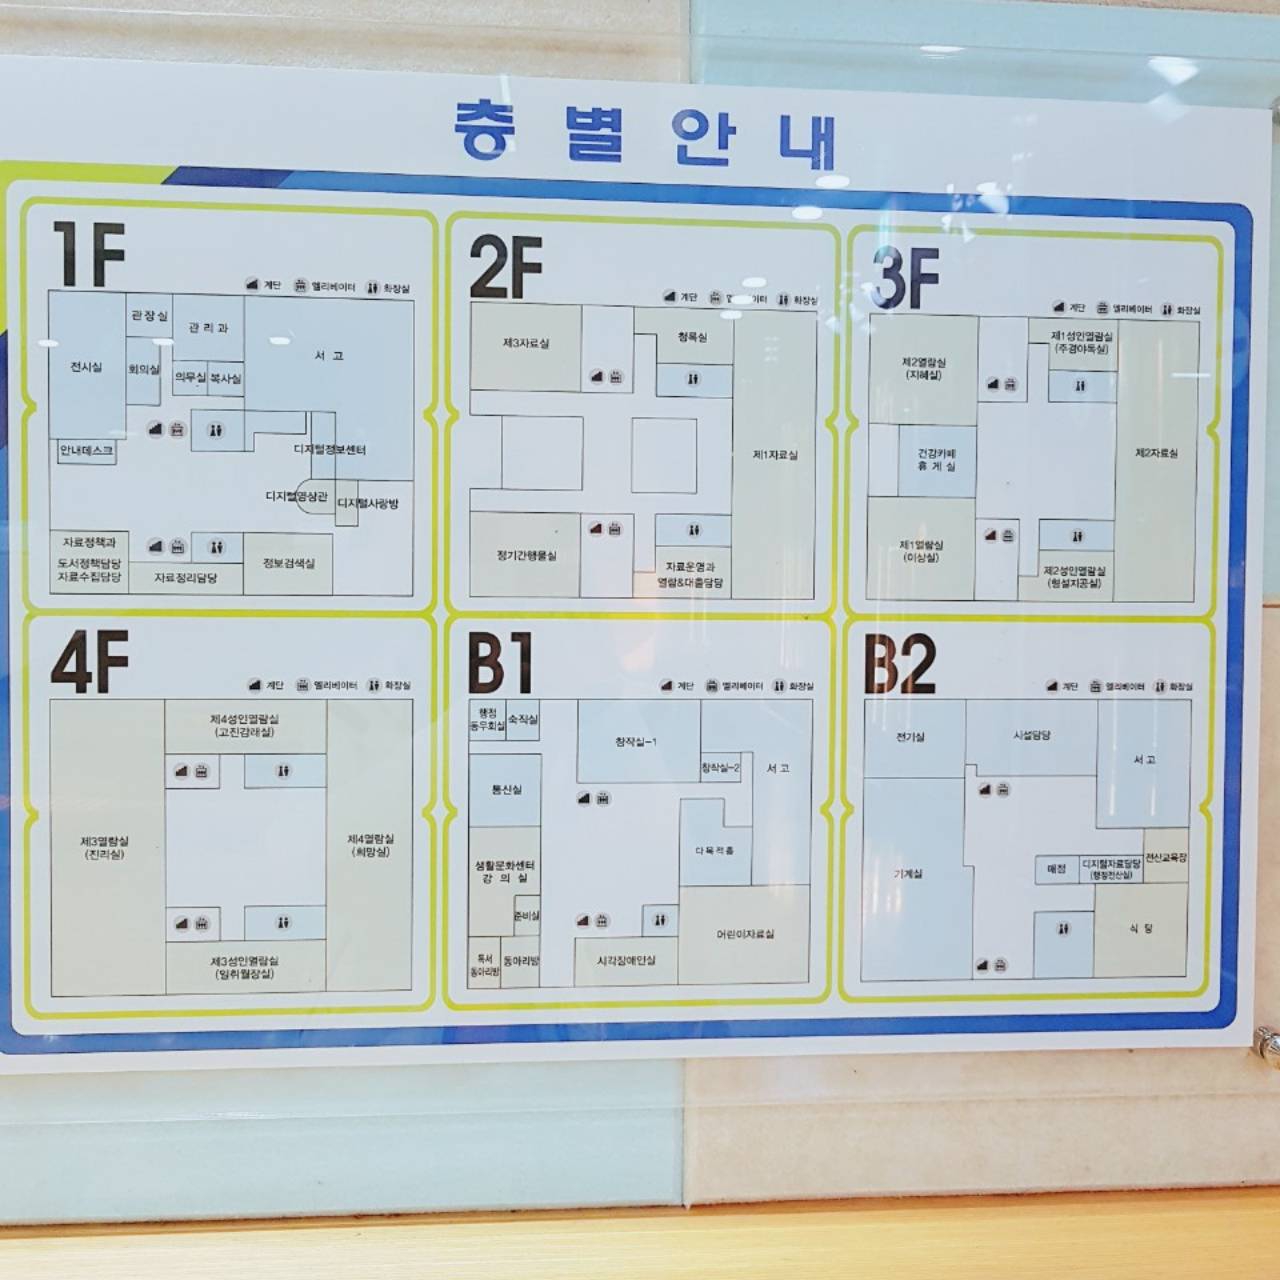 층별안내
1F
계단 엘리베이터 화장실
전시실
관장실
관리과
서고
회의실
의무실
복사실
안내데스크
디지털정보센터
디지털영상관
디지털사랑방
자료정책과
도서정책담당
자료수집담당
자료정리담당
정보검색실
2F
계단 엘리베이터 화장실
제3자료실
청록실
제1자료실
정기간행물실
자료운영과
열람&대출담당
3F
계단 엘리베이터 화장실
제2열람실
(지혜실)
제1성인열람실
(주경야독실)
건강카페
휴게실
제2자료실
제1열람실
(이상실)
제2성인열람실
(형설지공실)
4F
계단 엘리베이터 화장실
제4성인열람실
(고진감래실)
제3열람실
(진리실)
제4열람실
(희망실)
제3성인열람실
(일취월장실)
B1
계단 엘리베이터 화장실
행정
동우회실
숙직실
창작실-1
창작실-2
서고
통신실
다목적홀
생활문화센터
강의실
준비실
어린이자료실
독서
동아리방
동아리방
시각장애인실
B2
계단 엘리베이터 화장실
전기실
시설담당
서고
기계실
매점
디지털자료담당
(행정전산실)
전산교육장
식당